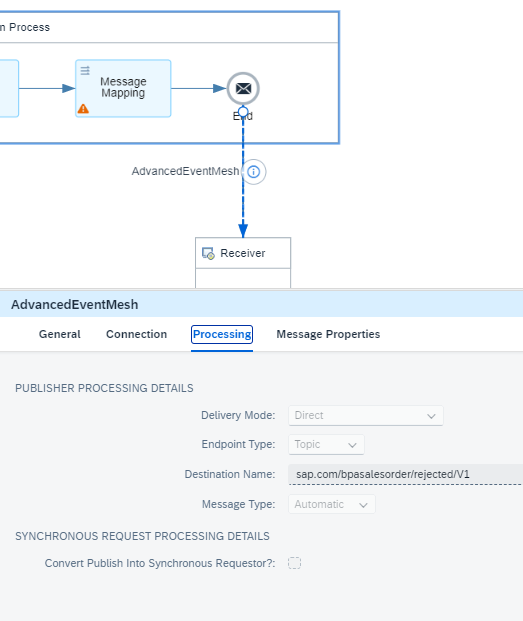 n Process
Message
Mapping
End
AdvancedEventMesh
Receiver
AdvancedEventMesh
General Connection Processing Message Properties
PUBLISHER PROCESSING DETAILS
Delivery Mode: Direct
Endpoint Type: Topic
Destination Name: sap.com/bpasalesorder/rejected/V1
Message Type: Automatic
SYNCHRONOUS REQUEST PROCESSING DETAILS
Convert Publish Into Synchronous Requestor?: